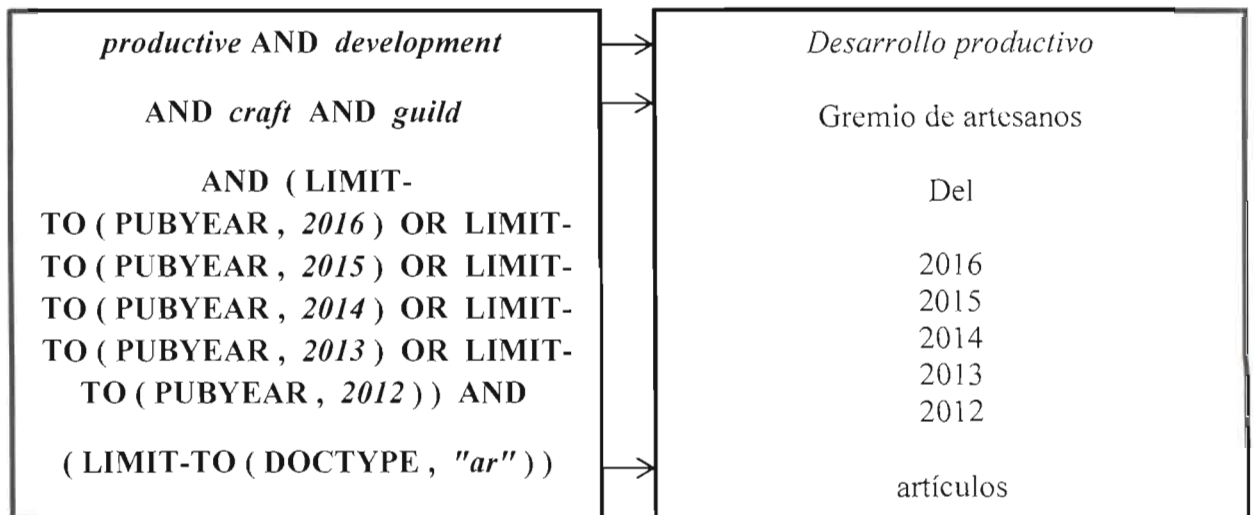 productive AND development
AND craft AND guild
AND ( LIMIT-
TO ( PUBYEAR , 2016 ) OR LIMIT-
TO ( PUBYEAR , 2015 ) OR LIMIT-
TO ( PUBYEAR , 2014 ) OR LIMIT-
TO ( PUBYEAR , 2013 ) OR LIMIT-
TO ( PUBYEAR , 2012 ) ) AND
( LIMIT-TO ( DOCTYPE , "ar" ) )
Desarrollo productivo
Gremio de artesanos
Del
2016
2015
2014
2013
2012
artículos